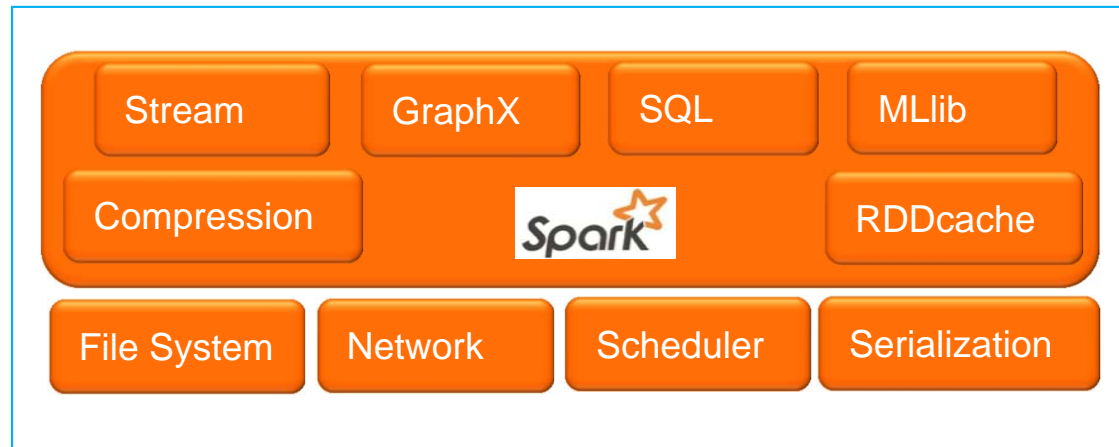 Stream GraphX SQL MLlib
Compression Spark RDDcache
File System Network Scheduler Serialization